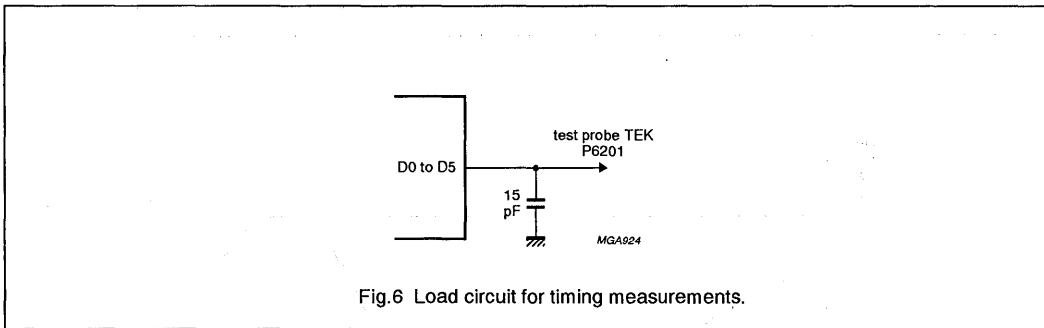 test probe TEK
P6201
D0 to D5
15
pF
MGA924
Fig.6 Load circuit for timing measurements.